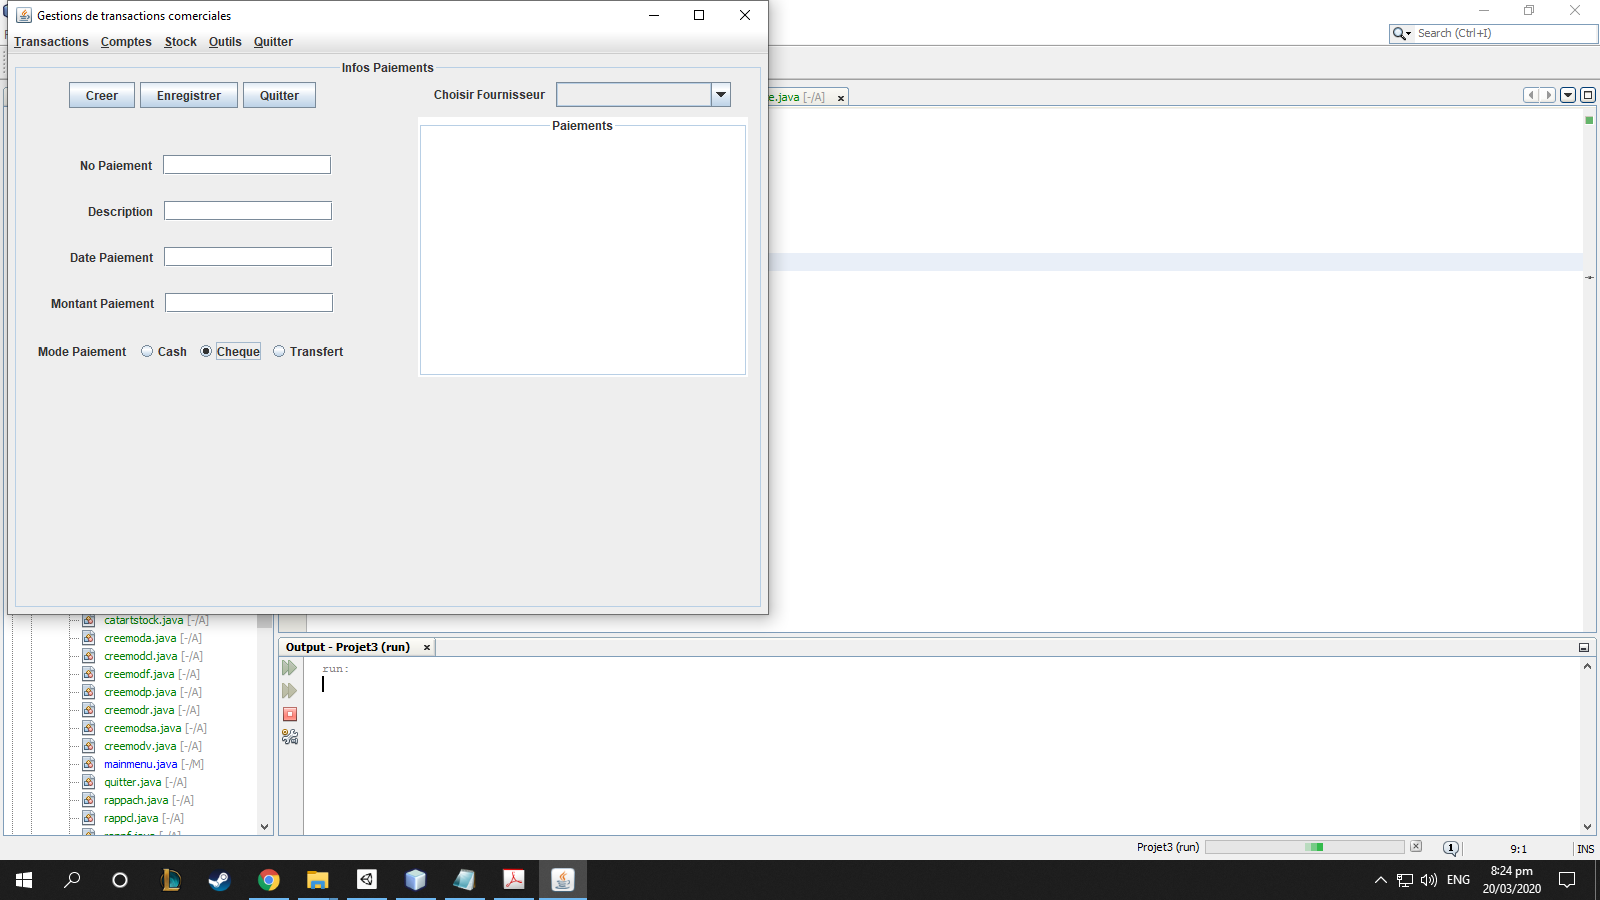 Gestions de transactions comerciales
Transactions Comptes Stock Outils Quitter
Search (Ctrl+I)
Infos Paiements
Creer Enregistrer Quitter
Choisir Fournisseur
e.java [-/A]
Paiements
No Paiement
Description
Date Paiement
Montant Paiement
Mode Paiement Cash Cheque Transfert
catartstock.java [-/A]
creemoda.java [-/A]
creemodcl.java [-/A]
creemodf.java [-/A]
creemodp.java [-/A]
creemodr.java [-/A]
creemodsa.java [-/A]
creemodv.java [-/A]
mainmenu.java [-/M]
quitter.java [-/A]
rappach.java [-/A]
rappcl.java [-/A]
Output - Projet3 (run)
run:
Projet3 (run)
1
9:1
INS
ENG
8:24 pm
20/03/2020